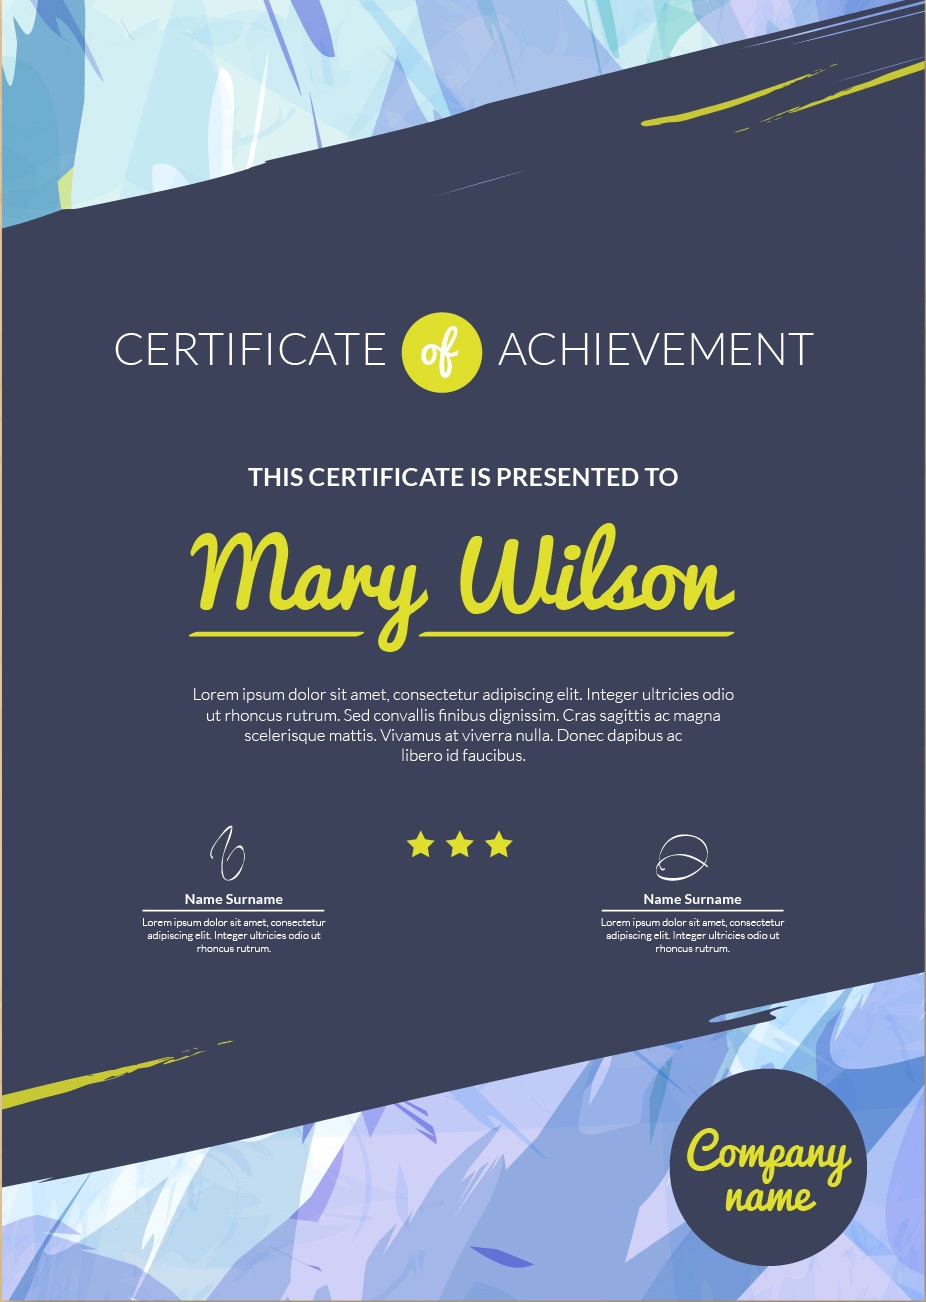 CERTIFICATE of ACHIEVEMENT
THIS CERTIFICATE IS PRESENTED TO
Mary Wilson
Lorem ipsum dolor sit amet, consectetur adipiscing elit. Integer ultricies odio
ut rhoncus rutrum. Sed convallis finibus dignissim. Cras sagittis ac magna
scelerisque mattis. Vivamus at viverra nulla. Donec dapibus ac
libero id faucibus.
Name Surname
Lorem ipsum dolor sit amet, consectetur
adipiscing elit. Integer ultricies odio ut
rhoncus rutrum.
Name Surname
Lorem ipsum dolor sit amet, consectetur
adipiscing elit. Integer ultricies odio ut
rhoncus rutrum.
Company
name